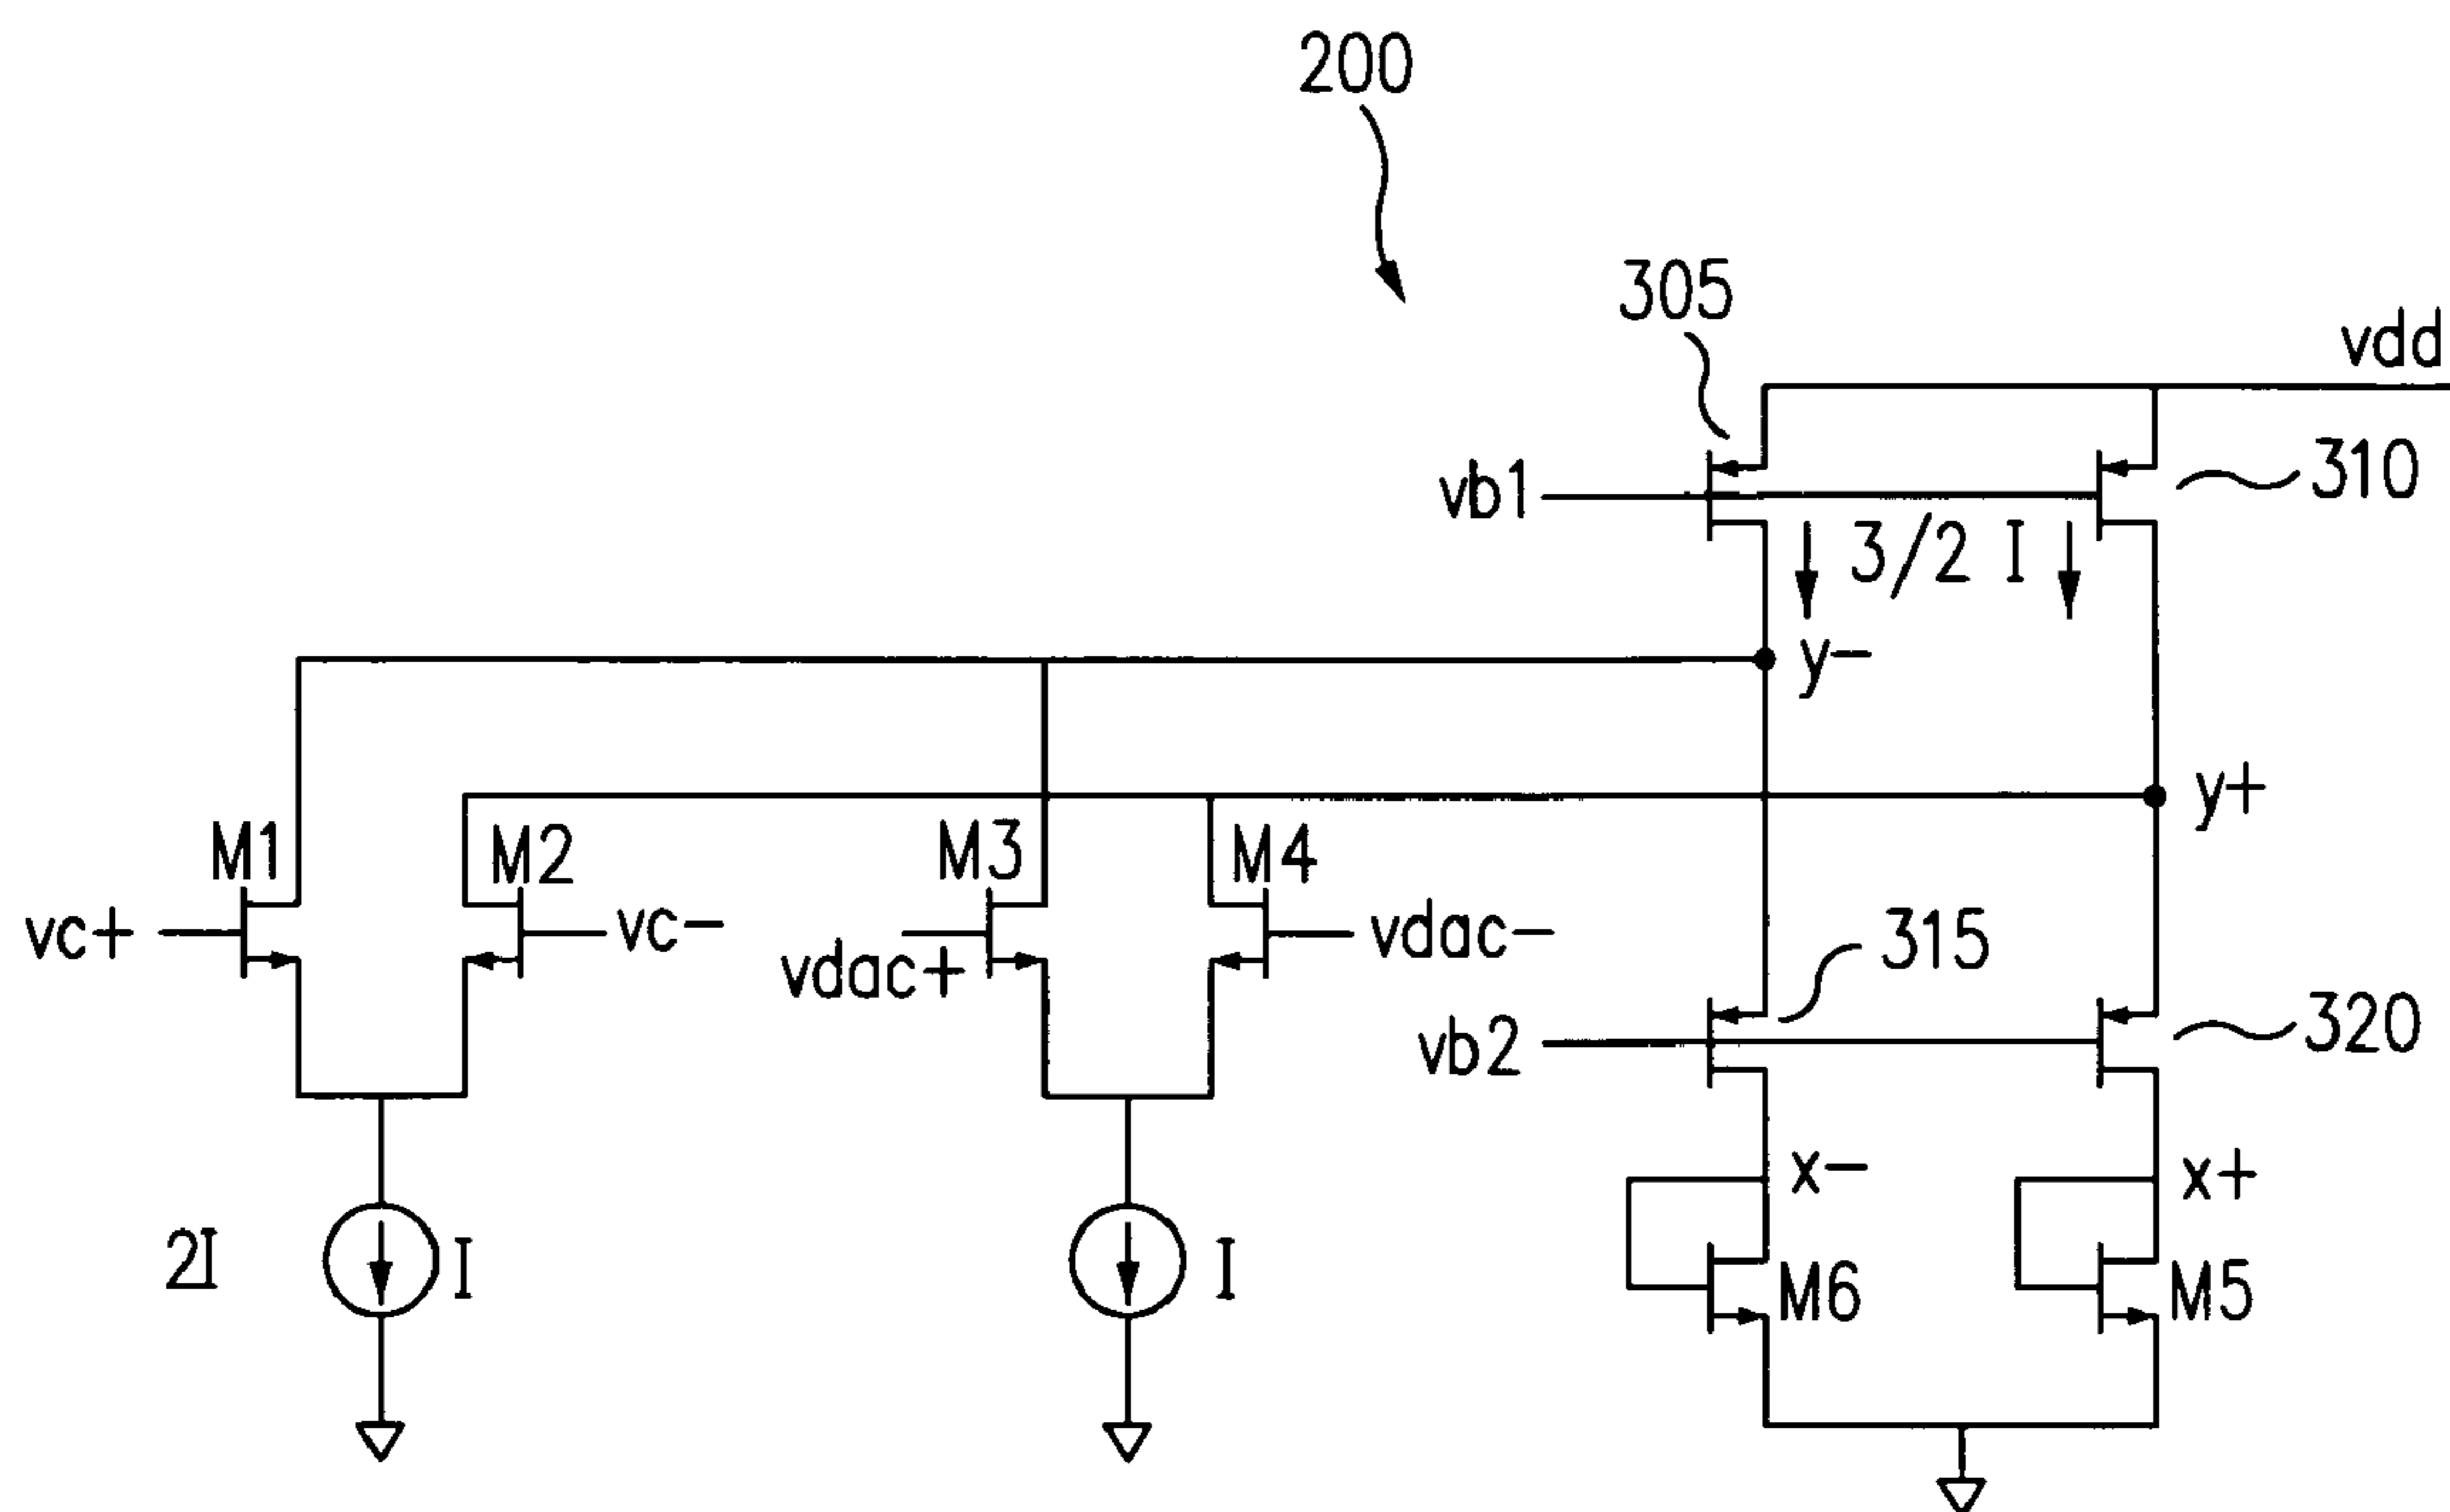 200
305
vdd
vb1
310
3/2 I
y-
y+
M1
M2
M3
M4
vc+
vc-
vdac+
vdac-
315
vb2
320
x-
x+
2I
I
I
M6
M5